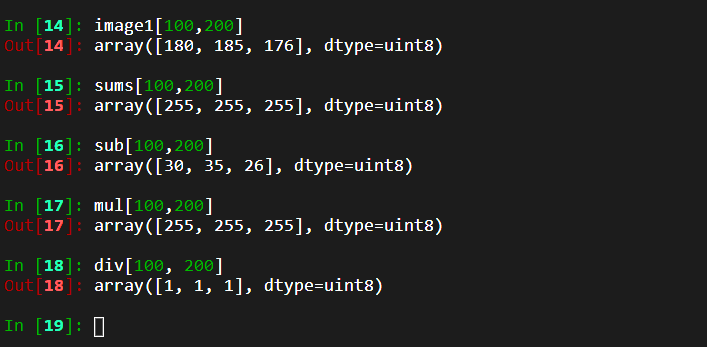 In [14]: image1[100,200]
Out[14]: array([180, 185, 176], dtype=uint8)
In [15]: sums[100,200]
Out[15]: array([255, 255, 255], dtype=uint8)
In [16]: sub[100,200]
Out[16]: array([30, 35, 26], dtype=uint8)
In [17]: mul[100,200]
Out[17]: array([255, 255, 255], dtype=uint8)
In [18]: div[100, 200]
Out[18]: array([1, 1, 1], dtype=uint8)
In [19]: